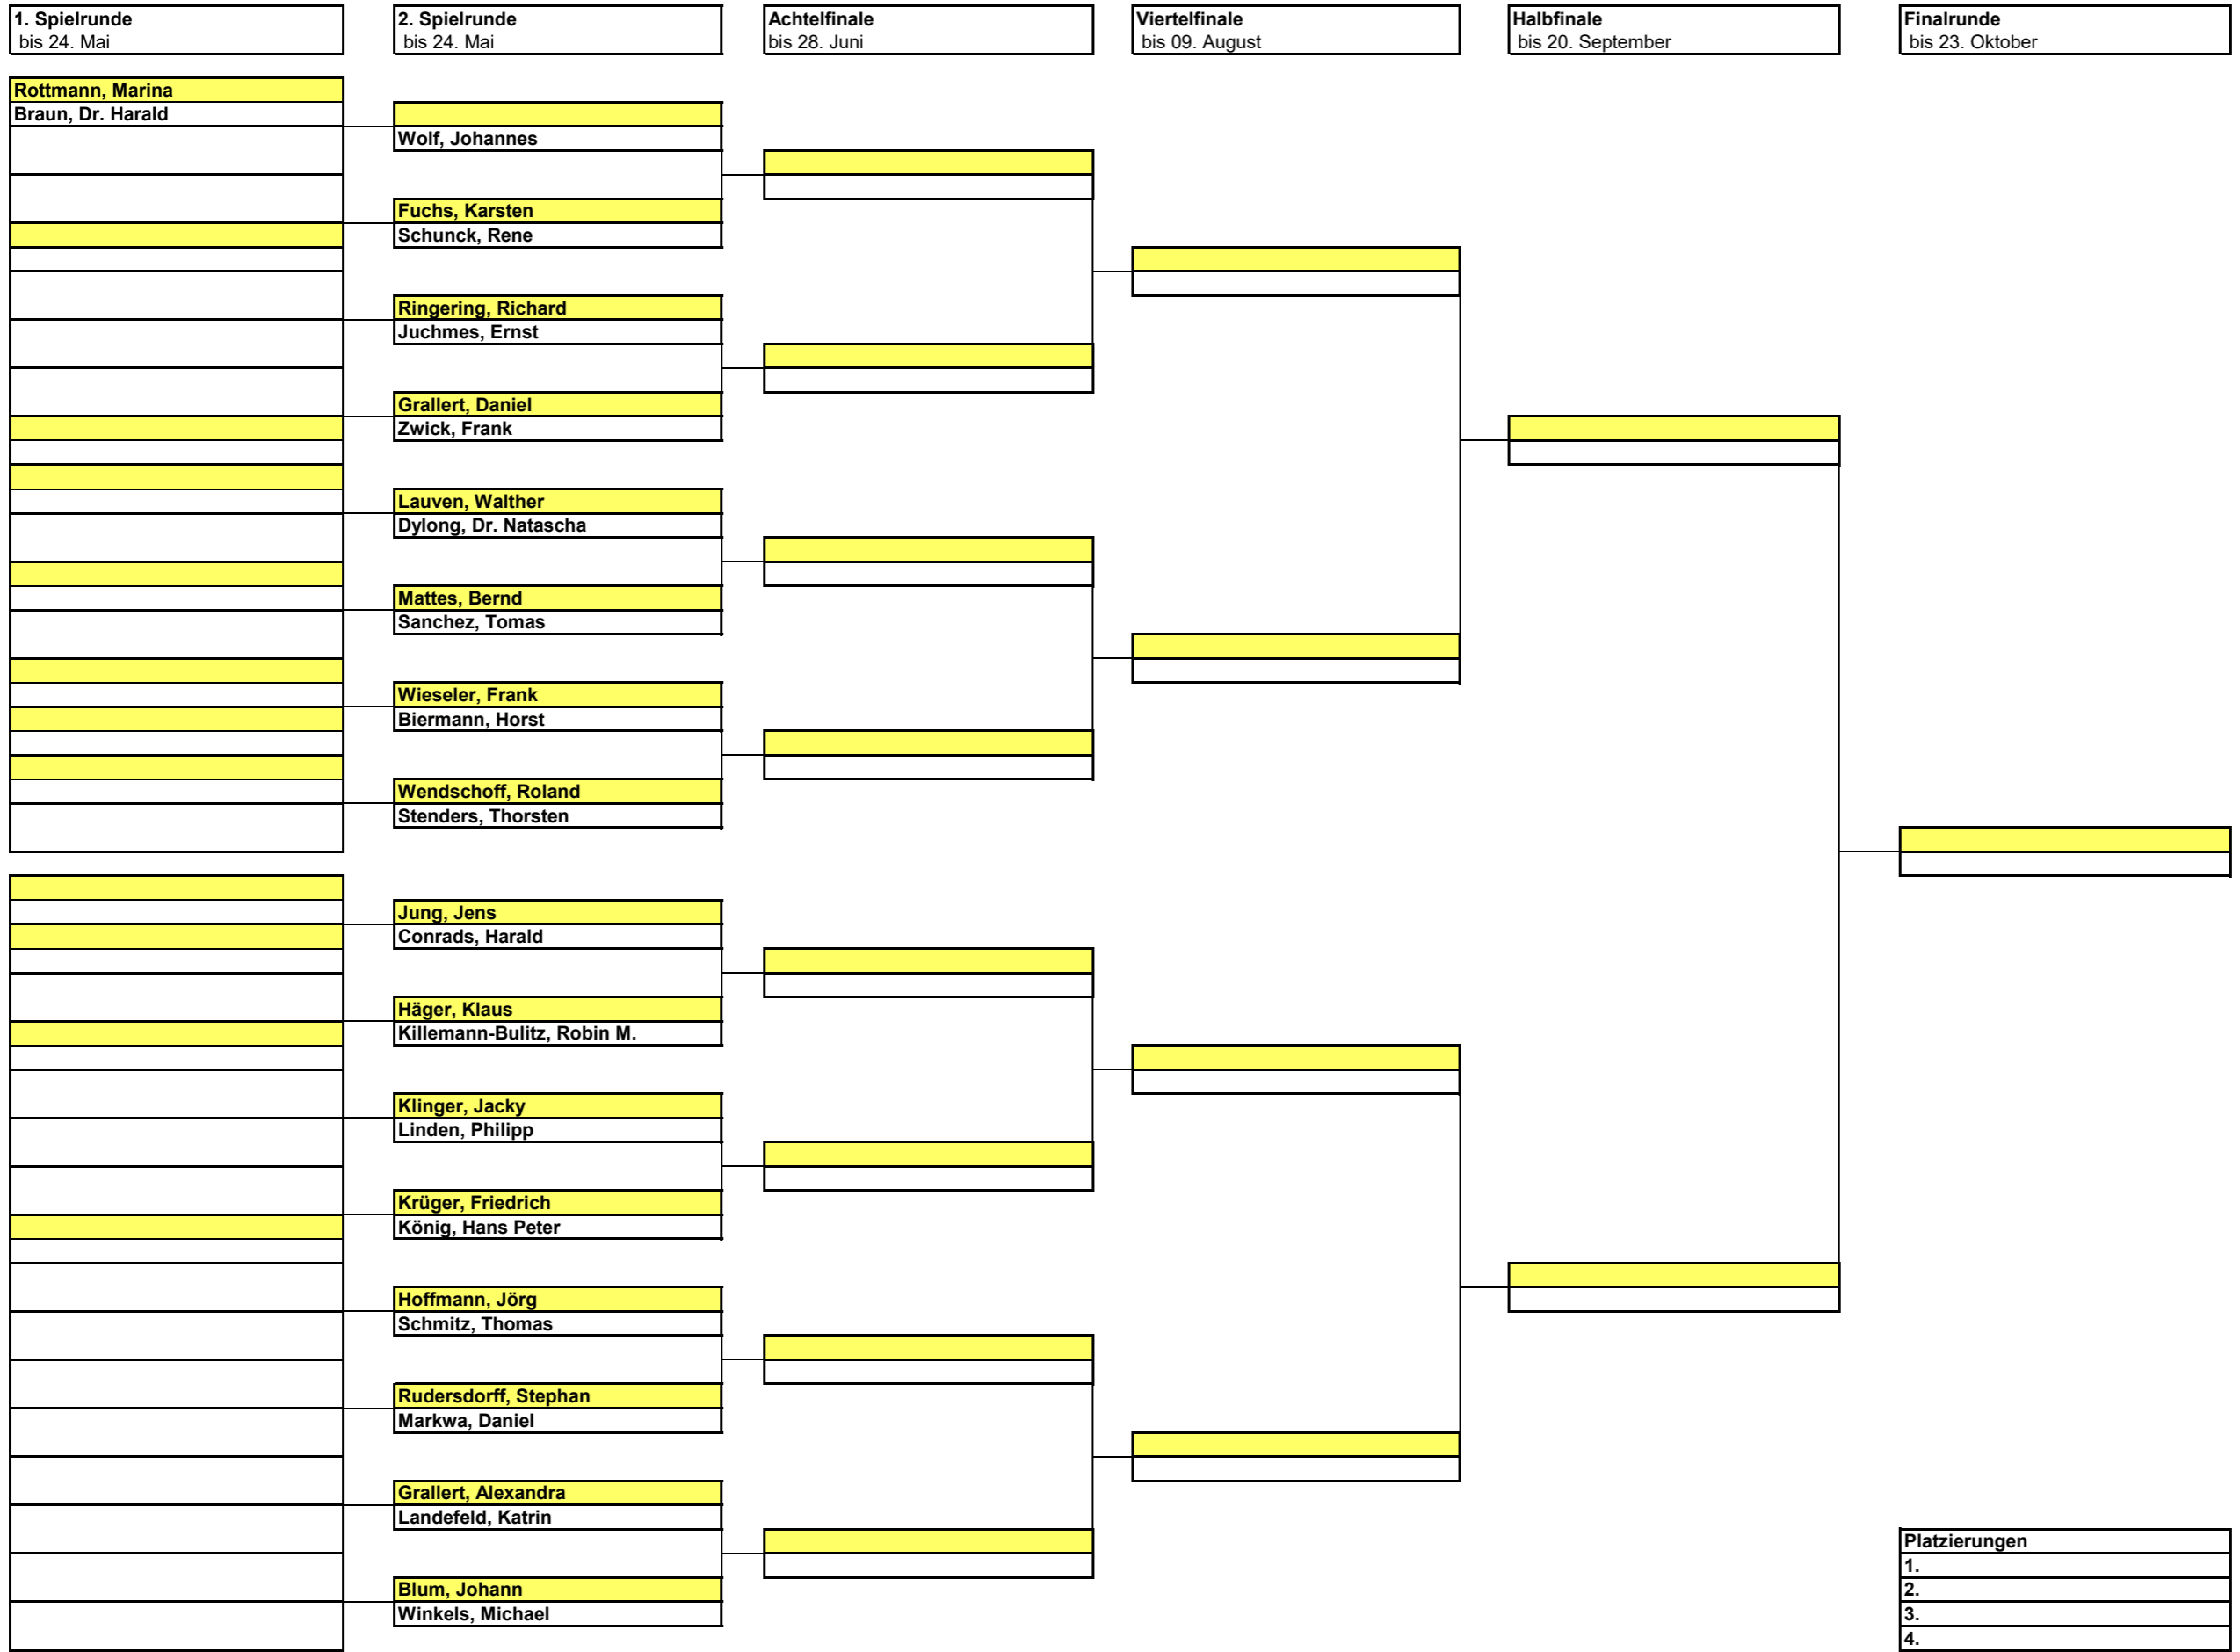 1. Spielrunde
bis 24. Mai
2. Spielrunde
bis 24. Mai
Achtelfinale
bis 28. Juni
Viertelfinale
bis 09. August
Halbfinale
bis 20. September
Finalrunde
bis 23. Oktober
Rottmann, Marina
Braun, Dr. Harald
Wolf, Johannes
Fuchs, Karsten
Schunck, Rene
Ringering, Richard
Juchmes, Ernst
Grallert, Daniel
Zwick, Frank
Lauven, Walther
Dylong, Dr. Natascha
Mattes, Bernd
Sanchez, Tomas
Wieseler, Frank
Biermann, Horst
Wendschoff, Roland
Stenders, Thorsten
Jung, Jens
Conrads, Harald
Häger, Klaus
Killemann-Bulitz, Robin M.
Klinger, Jacky
Linden, Philipp
Krüger, Friedrich
König, Hans Peter
Hoffmann, Jörg
Schmitz, Thomas
Rudersdorff, Stephan
Markwa, Daniel
Grallert, Alexandra
Landefeld, Katrin
Blum, Johann
Winkels, Michael
Platzierungen
1.
2.
3.
4.